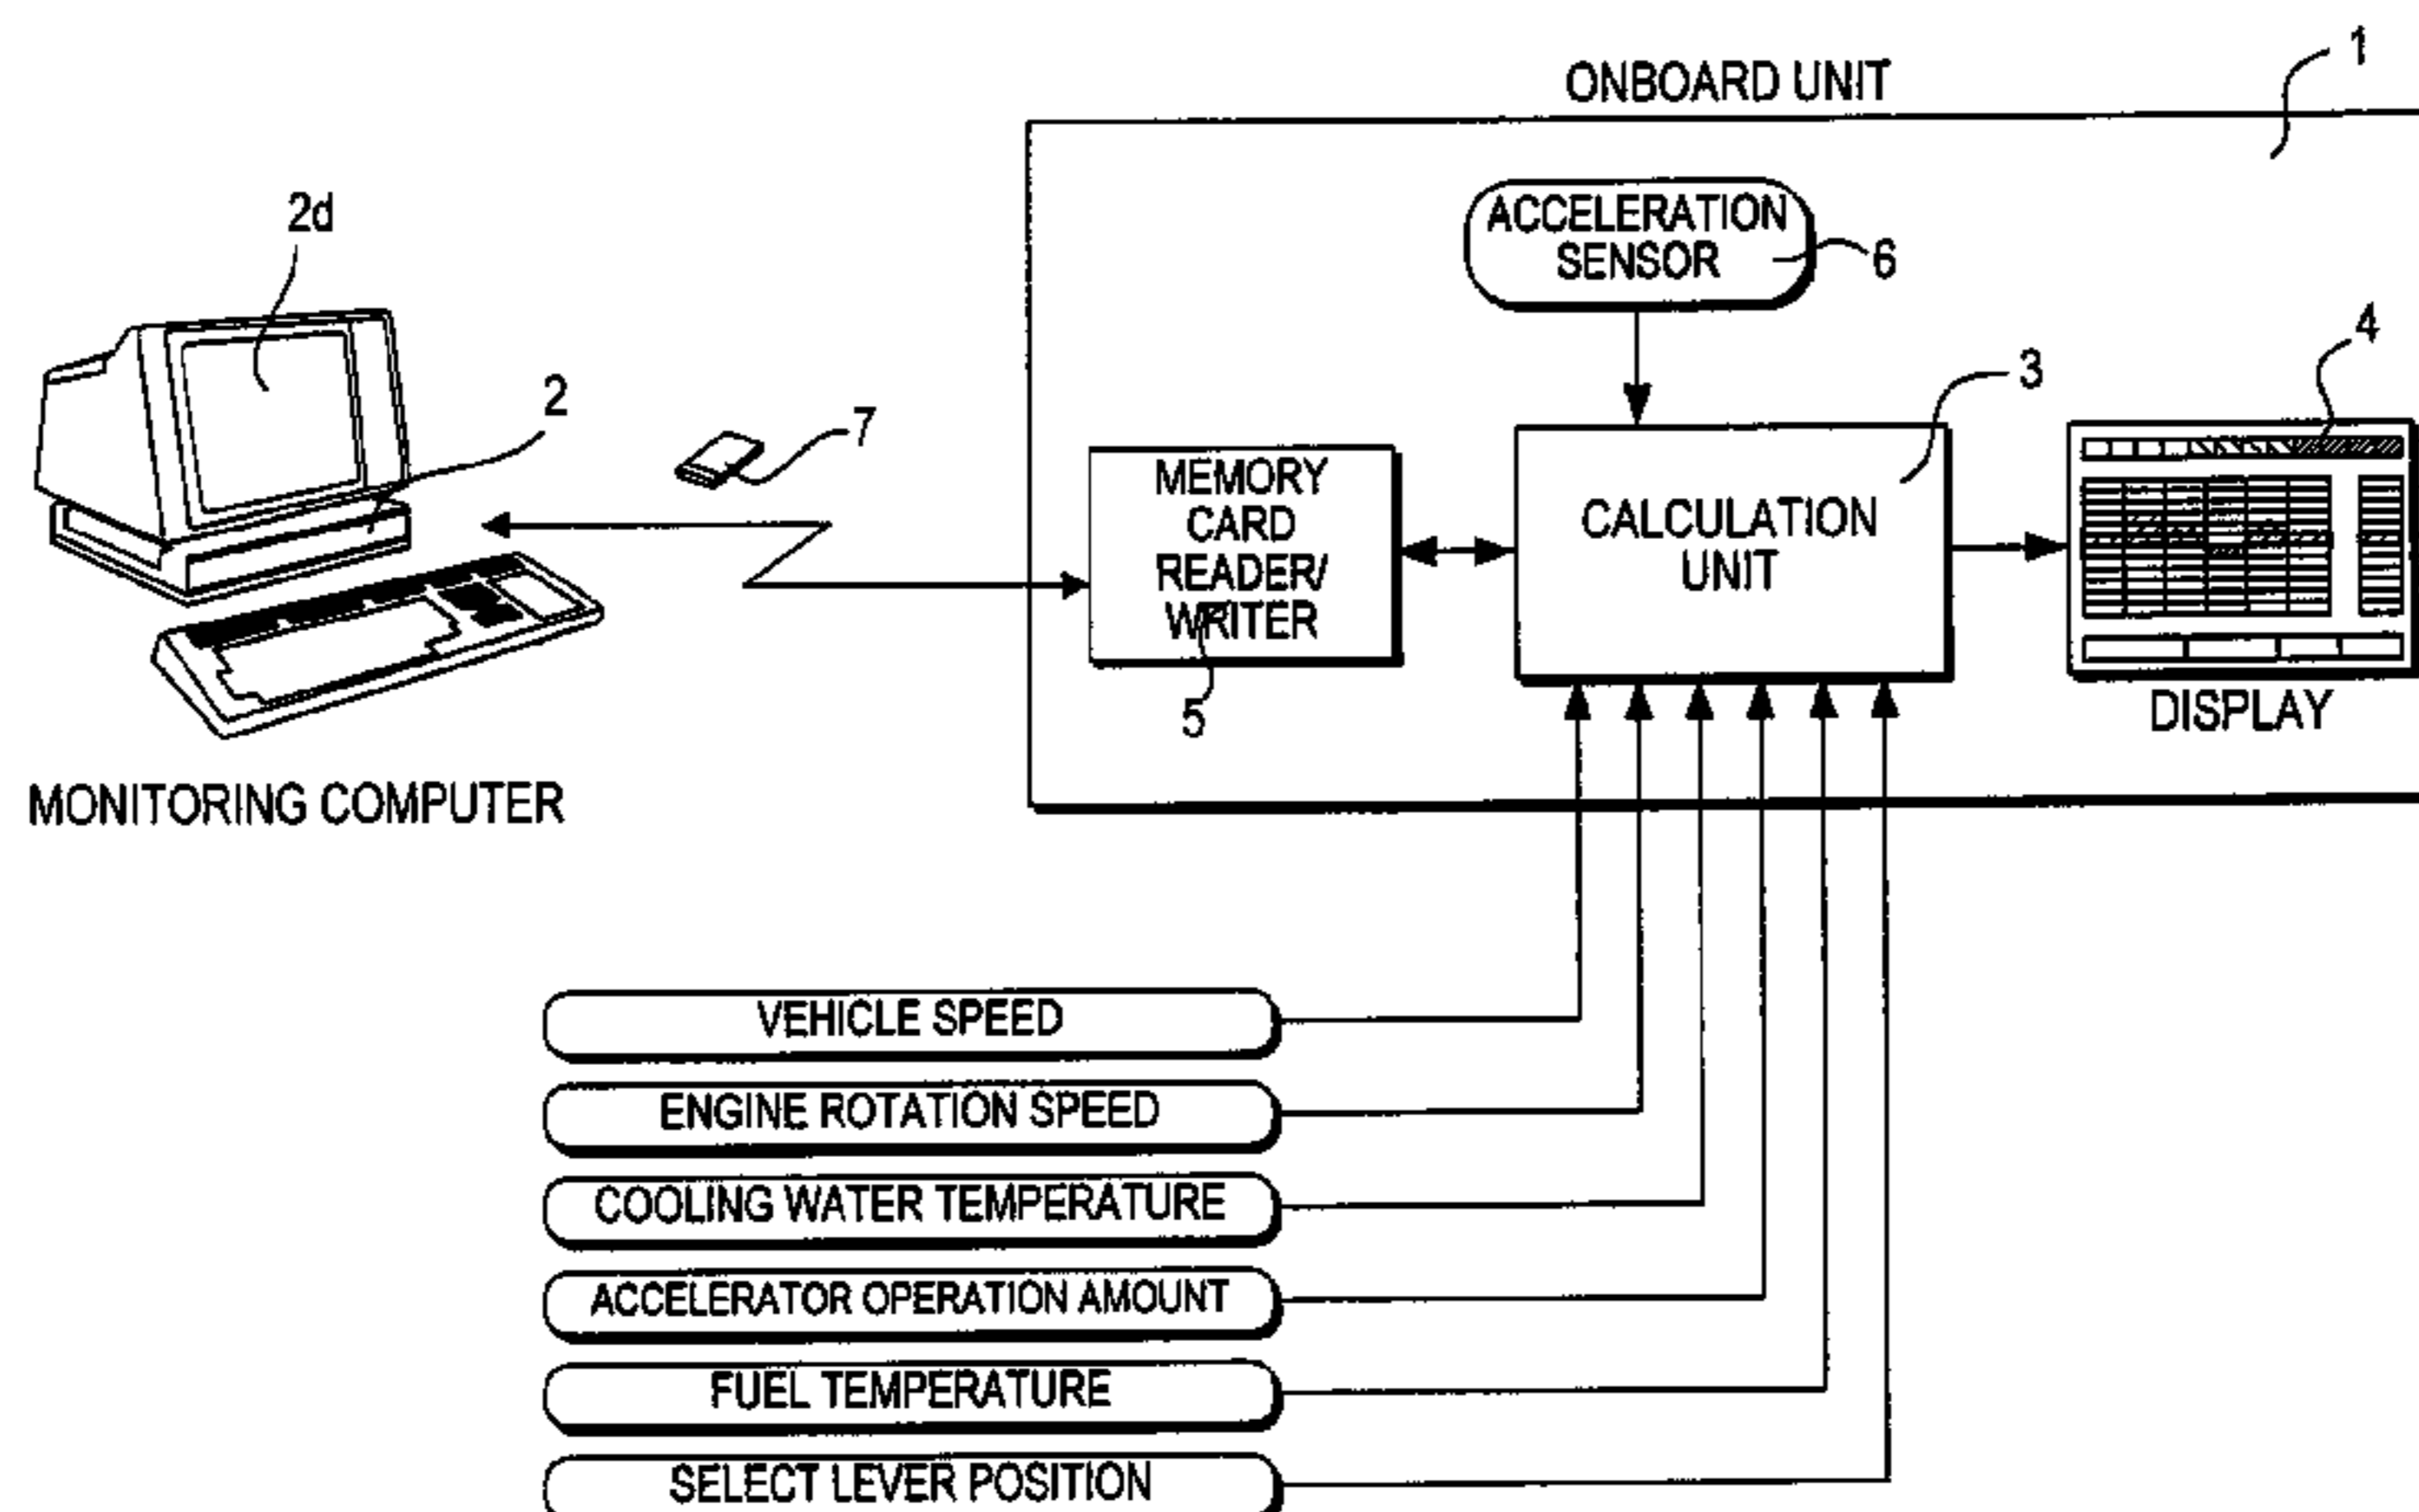 ONBOARD UNIT
1
2d
ACCELERATION
SENSOR
6
4
3
2
7
MEMORY
CARD
READER/
WRITER
CALCULATION
UNIT
5
DISPLAY
MONITORING COMPUTER
VEHICLE SPEED
ENGINE ROTATION SPEED
COOLING WATER TEMPERATURE
ACCELERATOR OPERATION AMOUNT
FUEL TEMPERATURE
SELECT LEVER POSITION